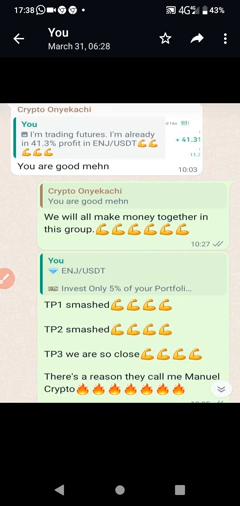 17:38
4G
43%
You
March 31, 06:28
Crypto Onyekachi
You
I'm trading futures. I'm already
in 41.3% profit in ENJ/USDT💪💪
💪💪💪💪
+ 41.31
You are good mehn
10:03
Crypto Onyekachi
You are good mehn
We will all make money together in
this group.💪💪💪💪💪💪
10:27
You
💎 ENJ/USDT
💵 Invest Only 5% of your Portfoli...
TP1 smashed💪💪💪💪
TP2 smashed💪💪💪💪
TP3 we are so close💪💪💪💪
There's a reason they call me Manuel
Crypto🔥🔥🔥🔥🔥🔥🔥